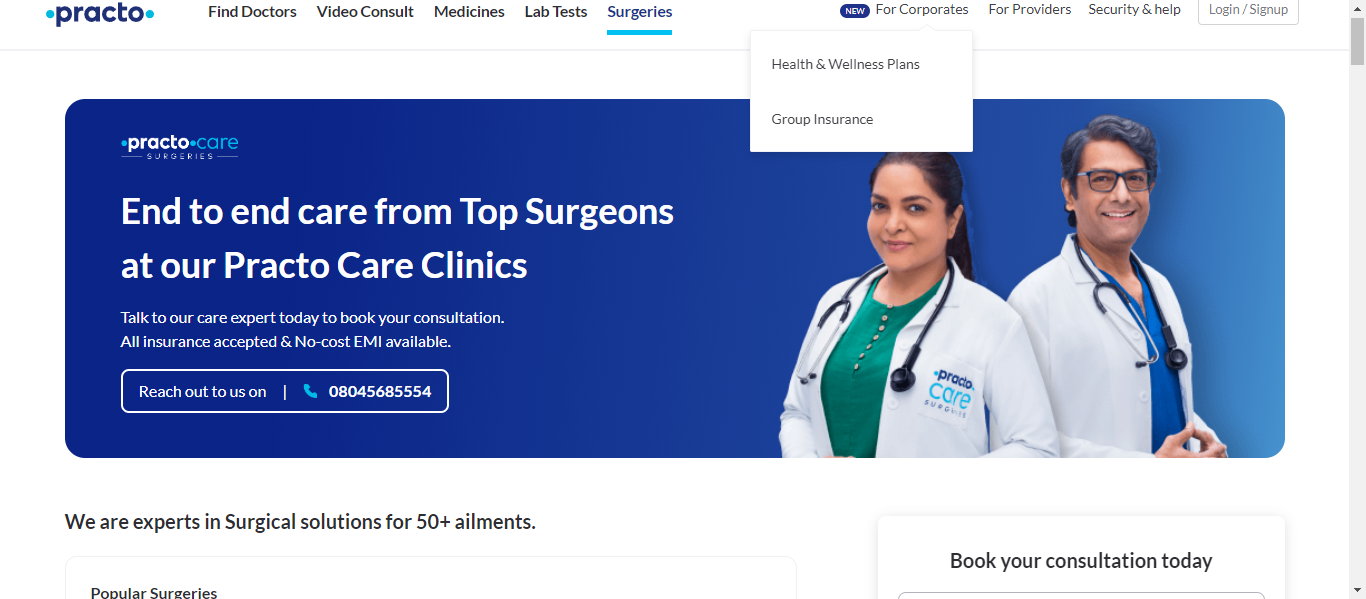 practo
Find Doctors
Video Consult
Medicines
Lab Tests
Surgeries
NEW For Corporates
For Providers
Security & help
Login / Signup
Health & Wellness Plans
Group Insurance
practo care
SURGERIES
End to end care from Top Surgeons
at our Practo Care Clinics
Talk to our care expert today to book your consultation.
All insurance accepted & No-cost EMI available.
Reach out to us on | 08045685554
practo
care
SURGERIES
We are experts in Surgical solutions for 50+ ailments.
Popular Surgeries
Book your consultation today